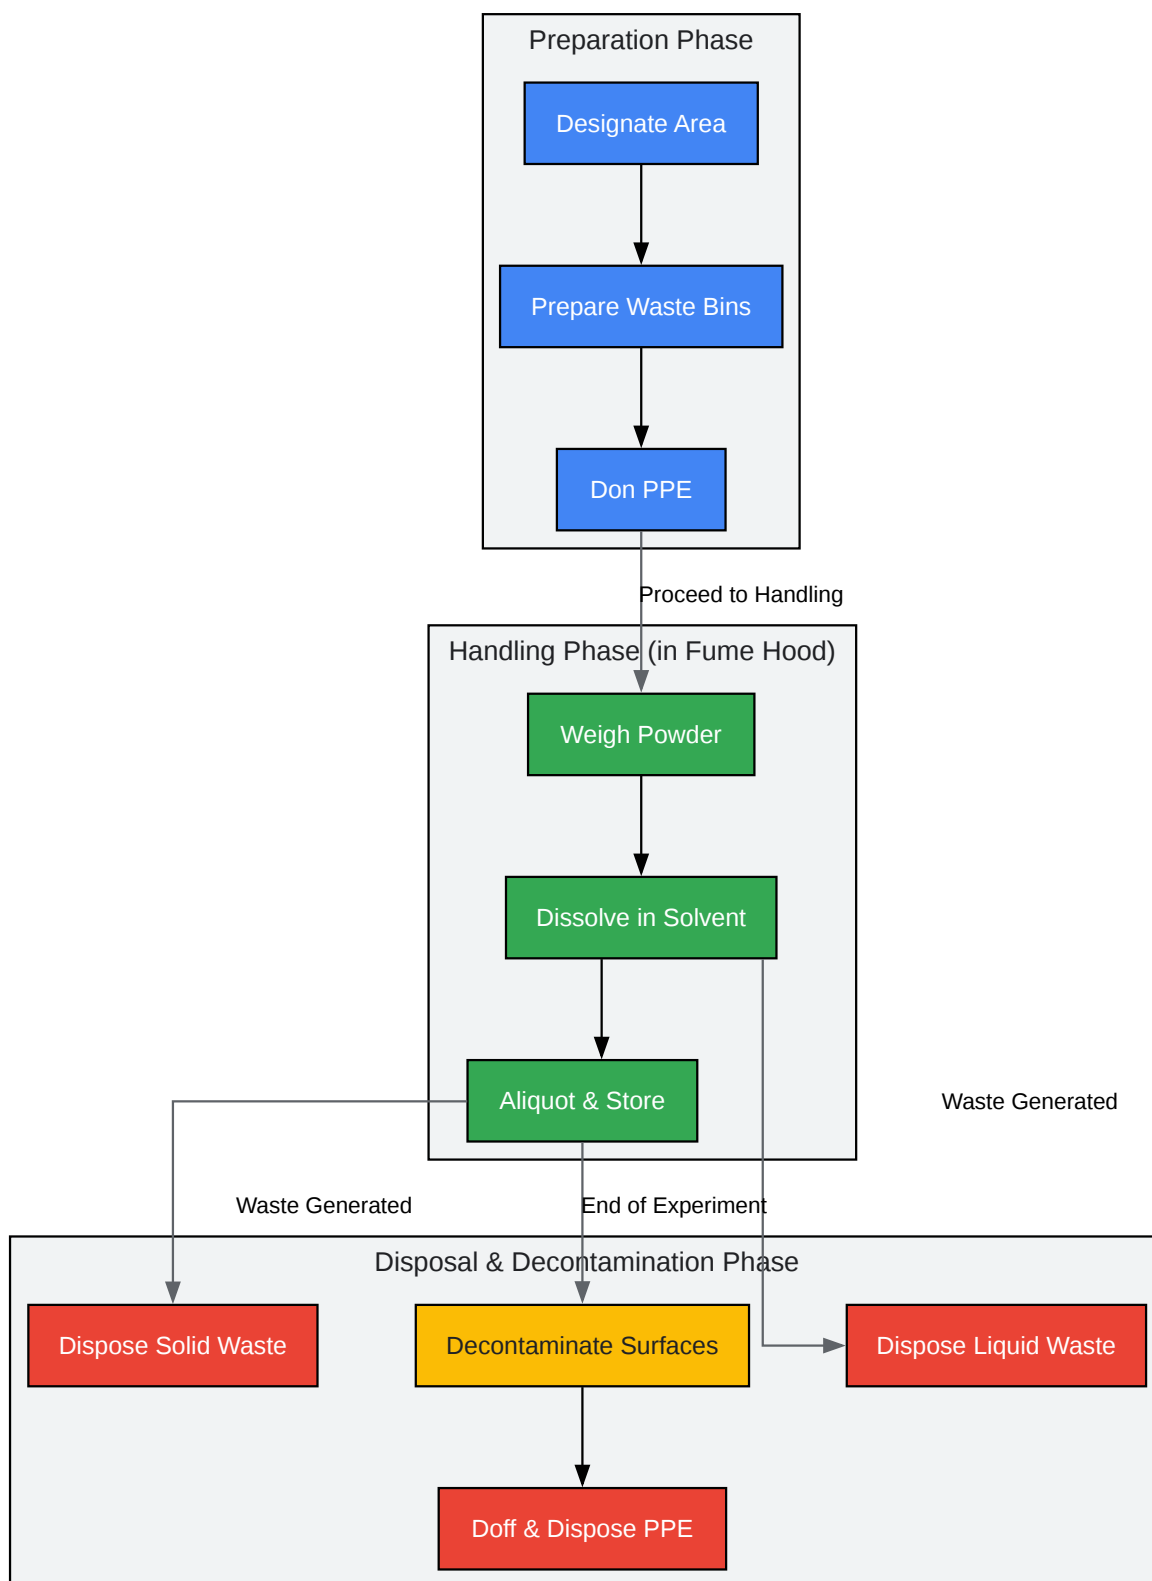 Preparation Phase
Designate Area
Prepare Waste Bins
Don PPE
Proceed to Handling
Handling Phase (in Fume Hood)
Weigh Powder
Dissolve in Solvent
Aliquot & Store
Waste Generated
Waste Generated
End of Experiment
Disposal & Decontamination Phase
Dispose Solid Waste
Decontaminate Surfaces
Dispose Liquid Waste
Doff & Dispose PPE